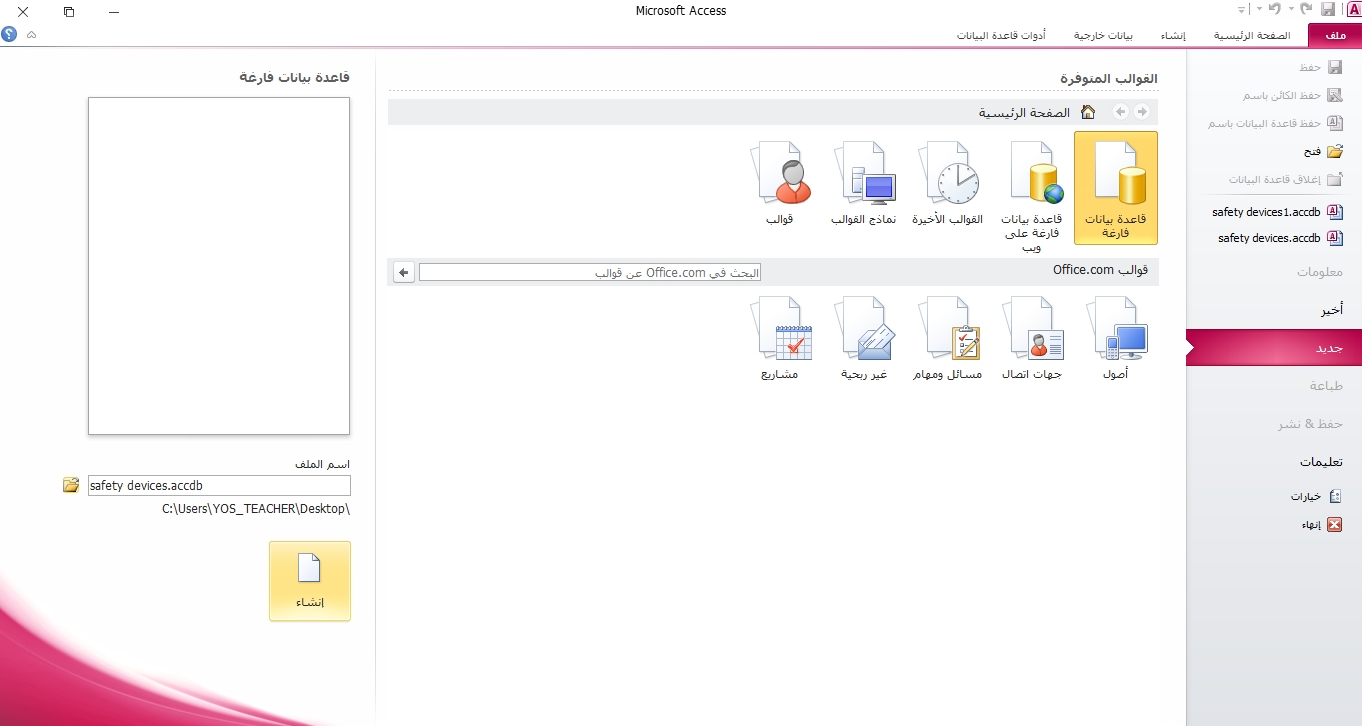 Microsoft Access
ملف
الصفحة الرئيسية
إنشاء
بيانات خارجية
أدوات قاعدة البيانات
حفظ
حفظ الكائن باسم
حفظ قاعدة البيانات باسم
فتح
إغلاق قاعدة البيانات
safety devices1.accdb
safety devices.accdb
معلومات
أخير
جديد
طباعة
حفظ & نشر
تعليمات
خيارات
إنهاء
القوالب المتوفرة
الصفحة الرئيسية
قاعدة بيانات
فارغة
قاعدة بيانات
فارغة على
ويب
القوالب الأخيرة
نماذج القوالب
قوالب
قوالب Office.com
البحث في Office.com عن قوالب
أصول
جهات اتصال
مسائل ومهام
غير ربحية
مشاريع
قاعدة بيانات فارغة
اسم الملف
safety devices.accdb
C:\Users\YOS_TEACHER\Desktop\
إنشاء